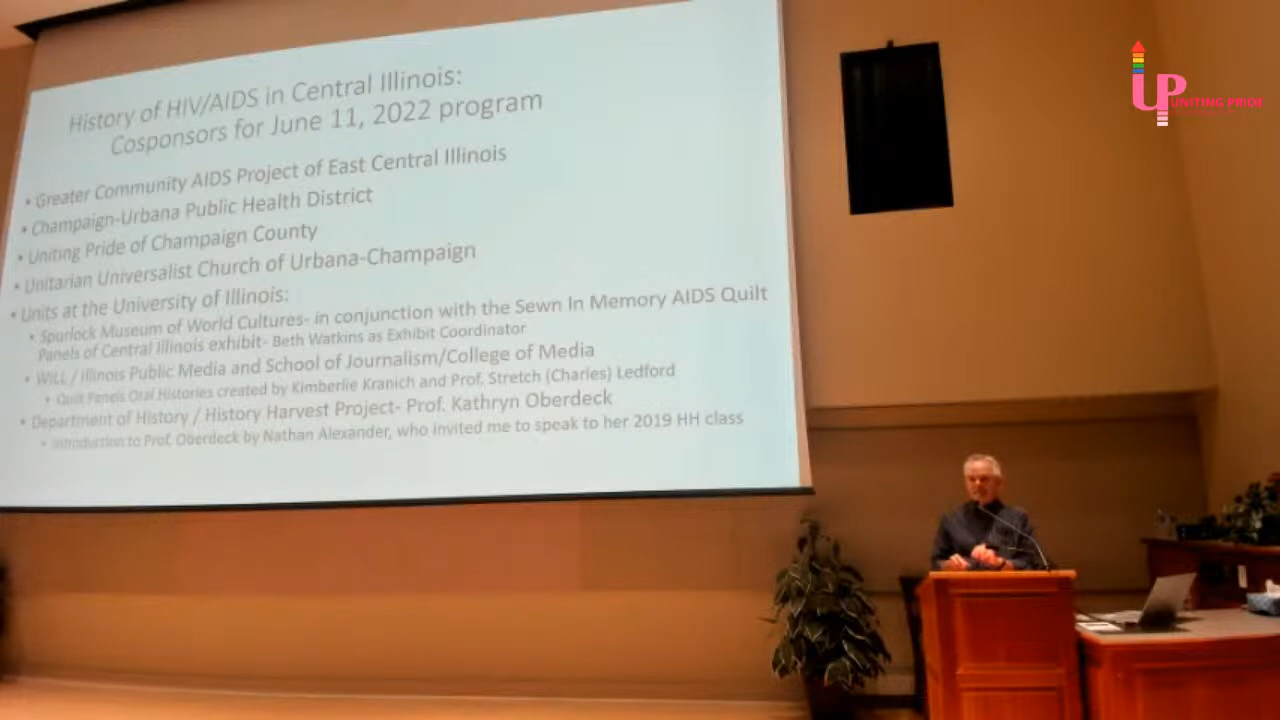 History of HIV/AIDS in Central Illinois:
Cosponsors for June 11, 2022 program
• Greater Community AIDS Project of East Central Illinois
• Champaign-Urbana Public Health District
• Uniting Pride of Champaign County
• Unitarian Universalist Church of Urbana-Champaign
• Units at the University of Illinois:
• Spurlock Museum of World Cultures- in conjunction with the Sewn In Memory AIDS Quilt
Panels of Central Illinois exhibit- Beth Watkins as Exhibit Coordinator
• WILL / Illinois Public Media and School of Journalism/College of Media
• Quilt Panels Oral Histories created by Kimberlie Kranich and Prof. Stretch (Charles) Ledford
• Department of History / History Harvest Project- Prof. Kathryn Oberdeck
• Introduction to Prof. Oberdeck by Nathan Alexander, who invited me to speak to her 2019 HH class
UP
UNITING PRIDE